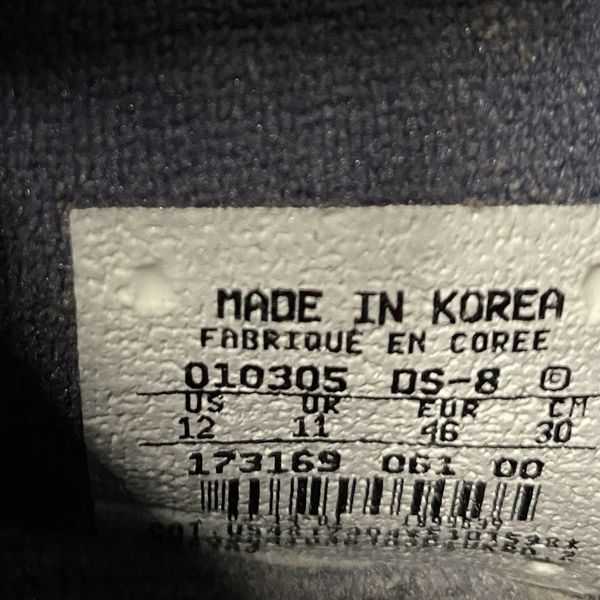 MADE IN KOREA
FABRIQUÉ EN COREE
010305 DS-8 ©
US UK EUR CM
12 11 46 30
173169 061 00